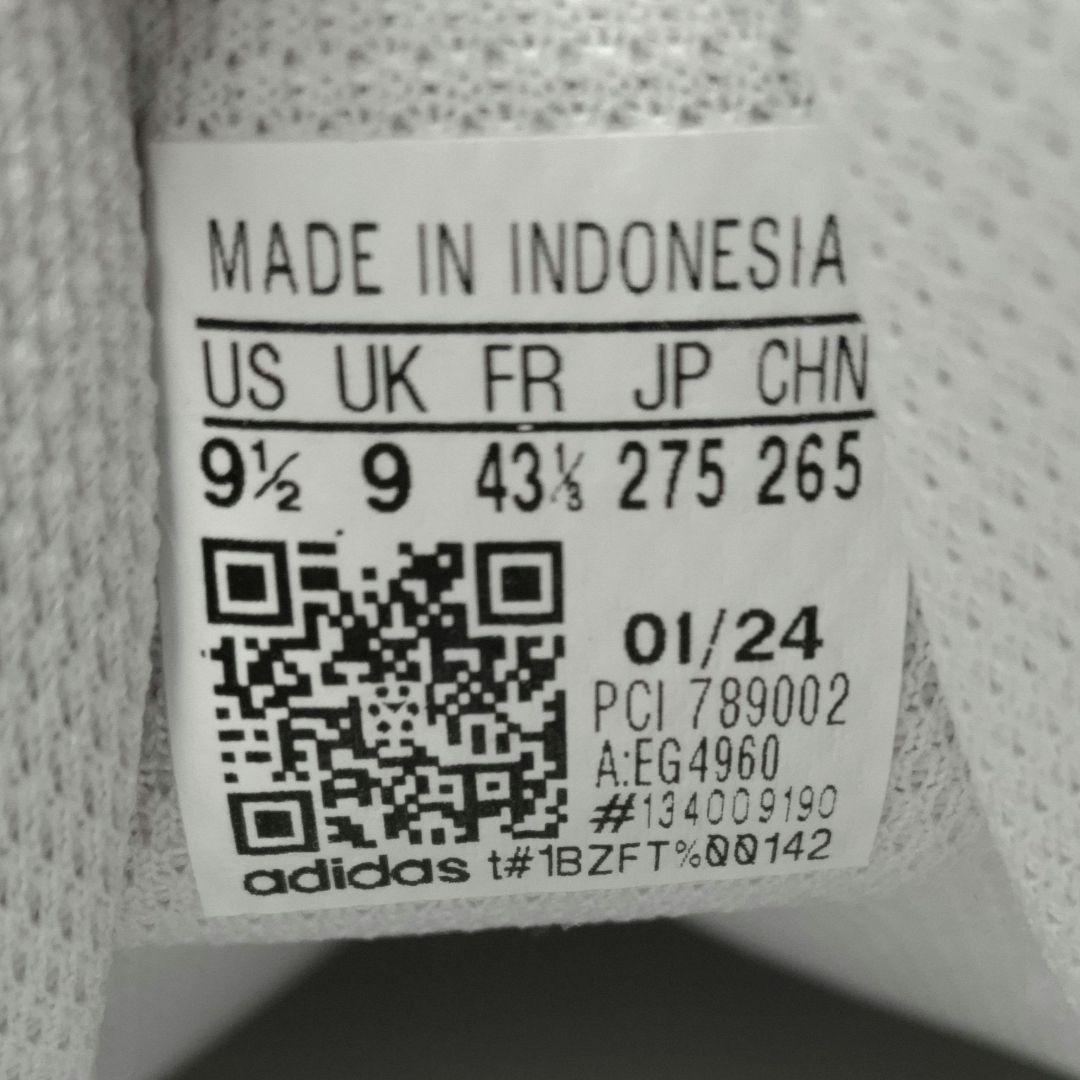 MADE IN INDONESIA
US UK FR JP CHN
9½ 9 43⅓ 275 265
01/24
PCI 789002
A:EG4960
#134009190
adidas t#1BZFT%00142